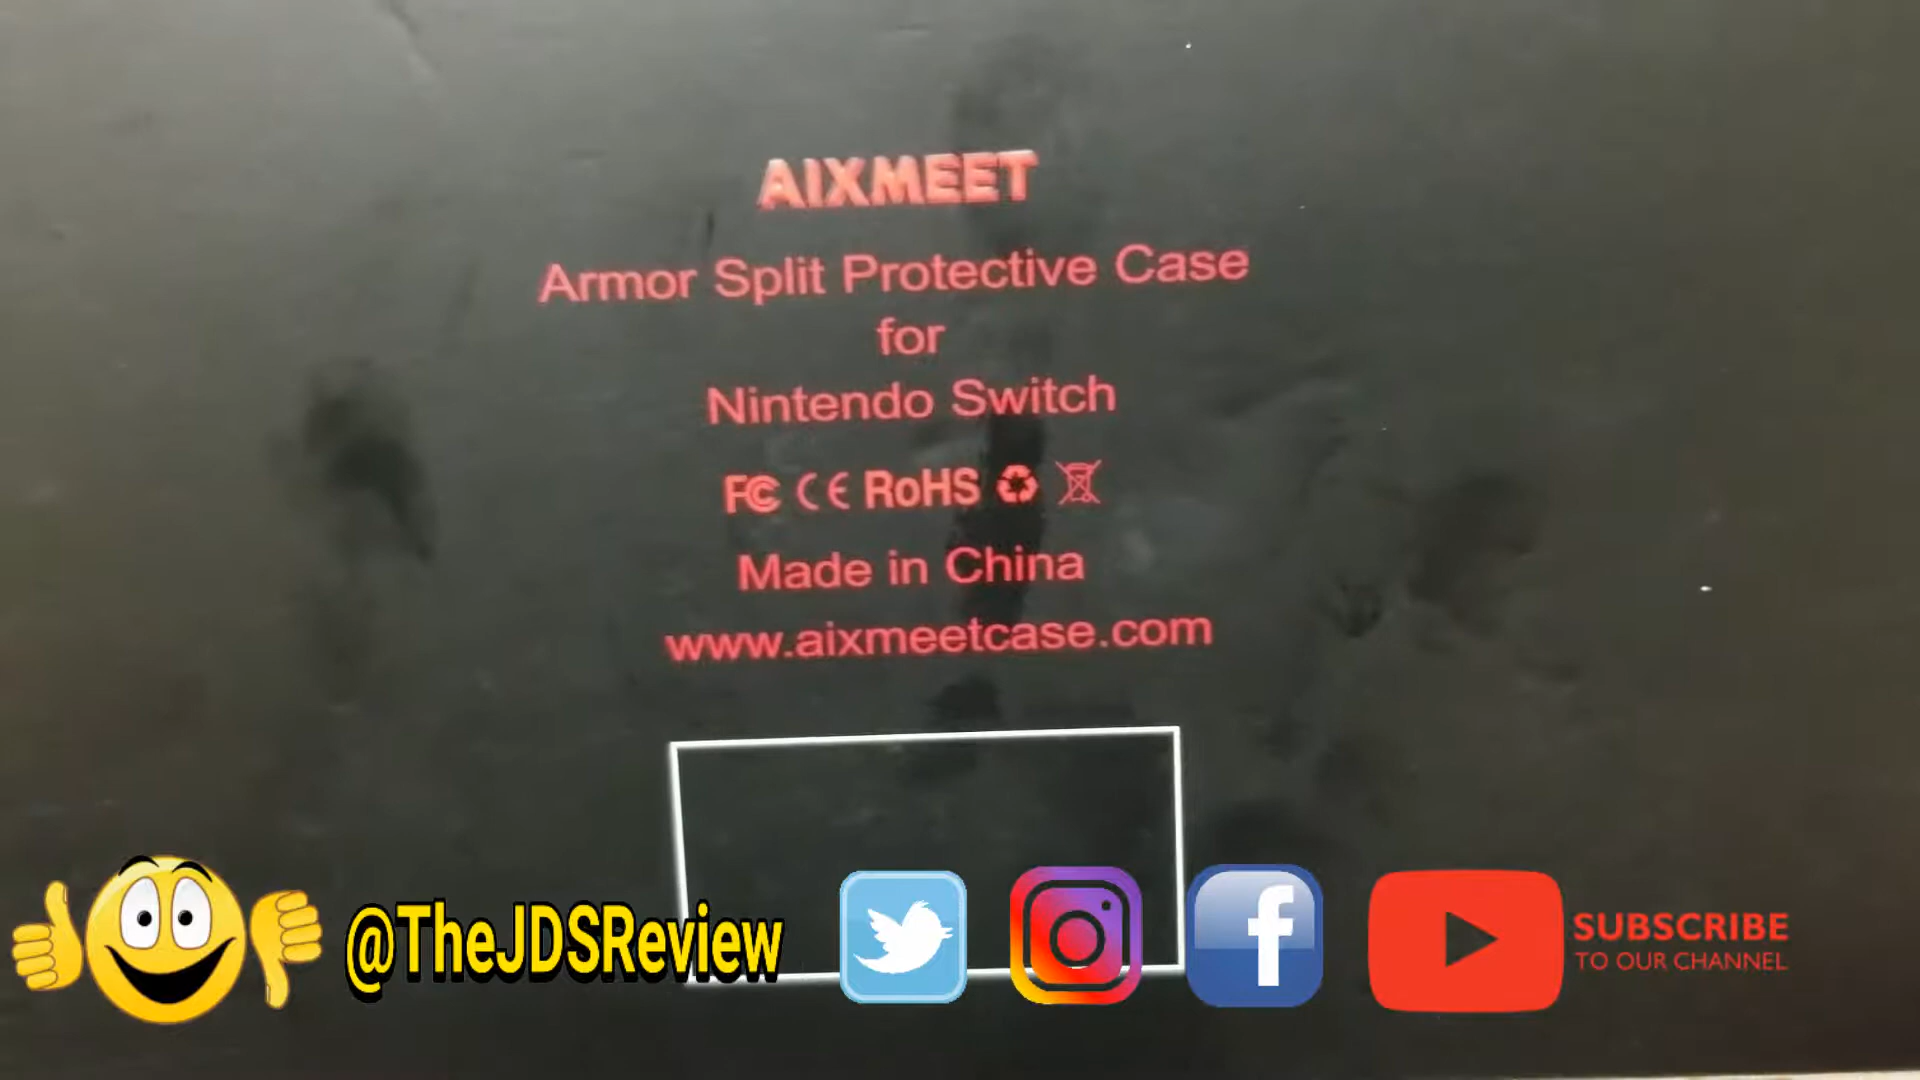 AIXMEET
Armor Split Protective Case
for
Nintendo Switch
FC CE RoHS
Made in China
www.aixmeetcase.com
@TheJDSReview
SUBSCRIBE
TO OUR CHANNEL